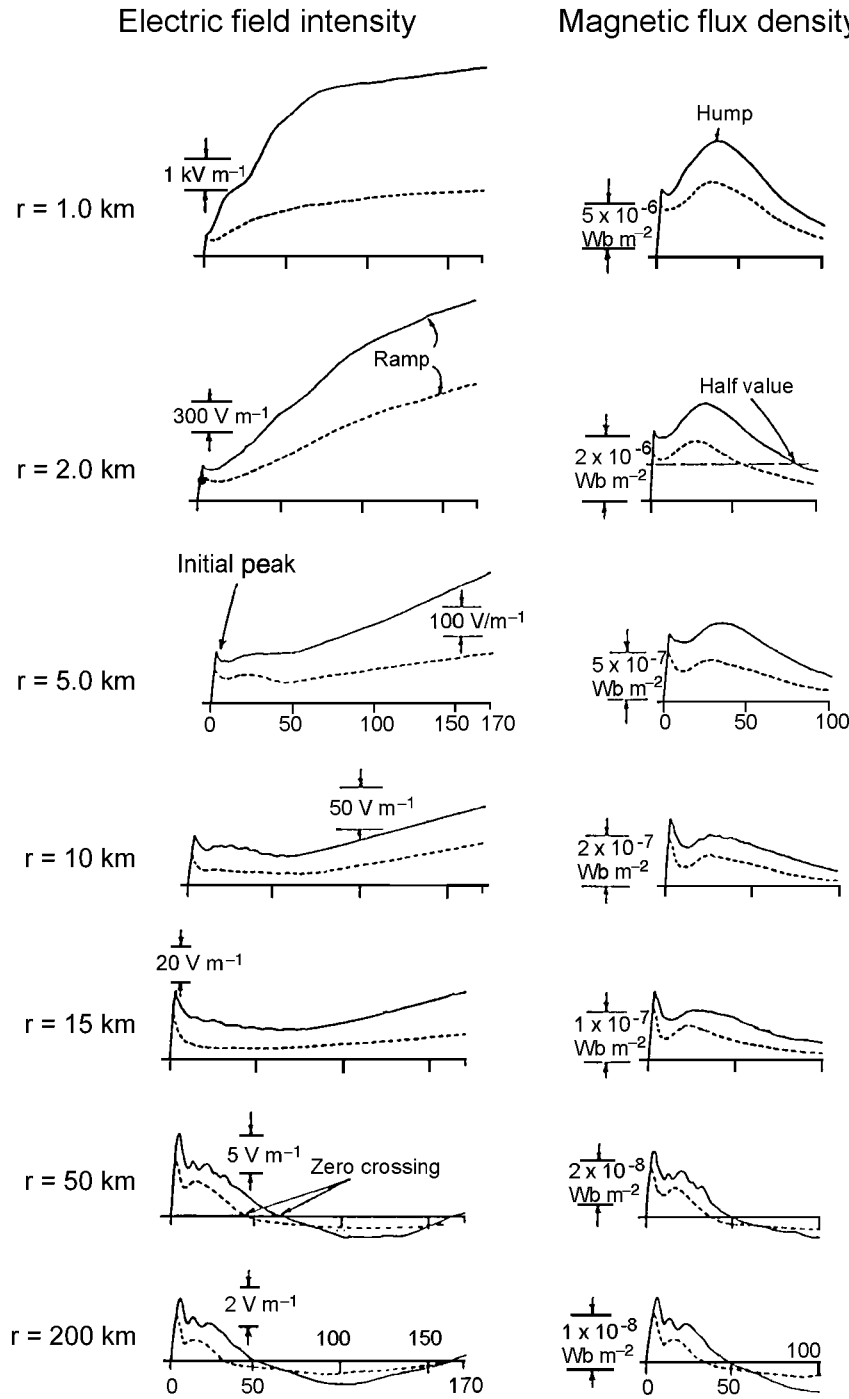 Electric field intensity
Magnetic flux density
r = 1.0 km
1 kV m⁻¹
Hump
5 x 10⁻⁶
Wb m⁻²
r = 2.0 km
300 V m⁻¹
Ramp
Half value
2 x 10⁻⁶
Wb m⁻²
r = 5.0 km
Initial peak
100 V/m⁻¹
0 50 100 150 170
5 x 10⁻⁷
Wb m⁻²
0 50 100
r = 10 km
50 V m⁻¹
2 x 10⁻⁷
Wb m⁻²
r = 15 km
20 V m⁻¹
1 x 10⁻⁷
Wb m⁻²
r = 50 km
5 V m⁻¹
Zero crossing
2 x 10⁻⁸
Wb m⁻²
r = 200 km
2 V m⁻¹
100 150
0 50 170
1 x 10⁻⁸
Wb m⁻²
100
0 50